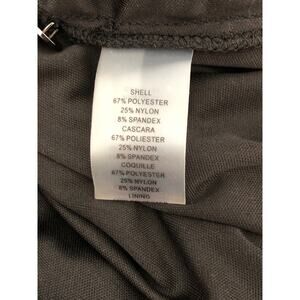 SHELL
67% POLYESTER
25% NYLON
8% SPANDEX
CASCARA
67% POLIESTER
25% NYLON
8% SPANDEX
COQUILLE
67% POLYESTER
25% NYLON
8% SPANDEX
LINING